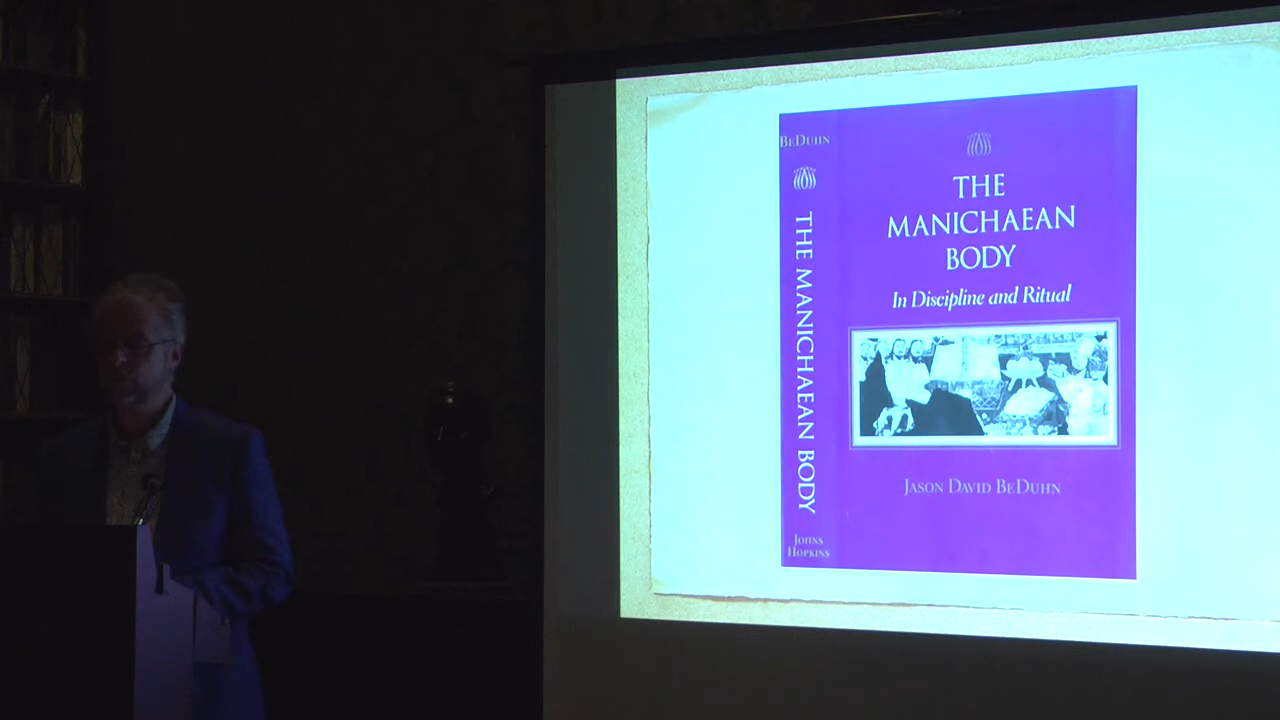 BeDuhn
THE MANICHAEAN BODY
Johns
Hopkins
THE
MANICHAEAN
BODY
In Discipline and Ritual
Jason David BeDuhn